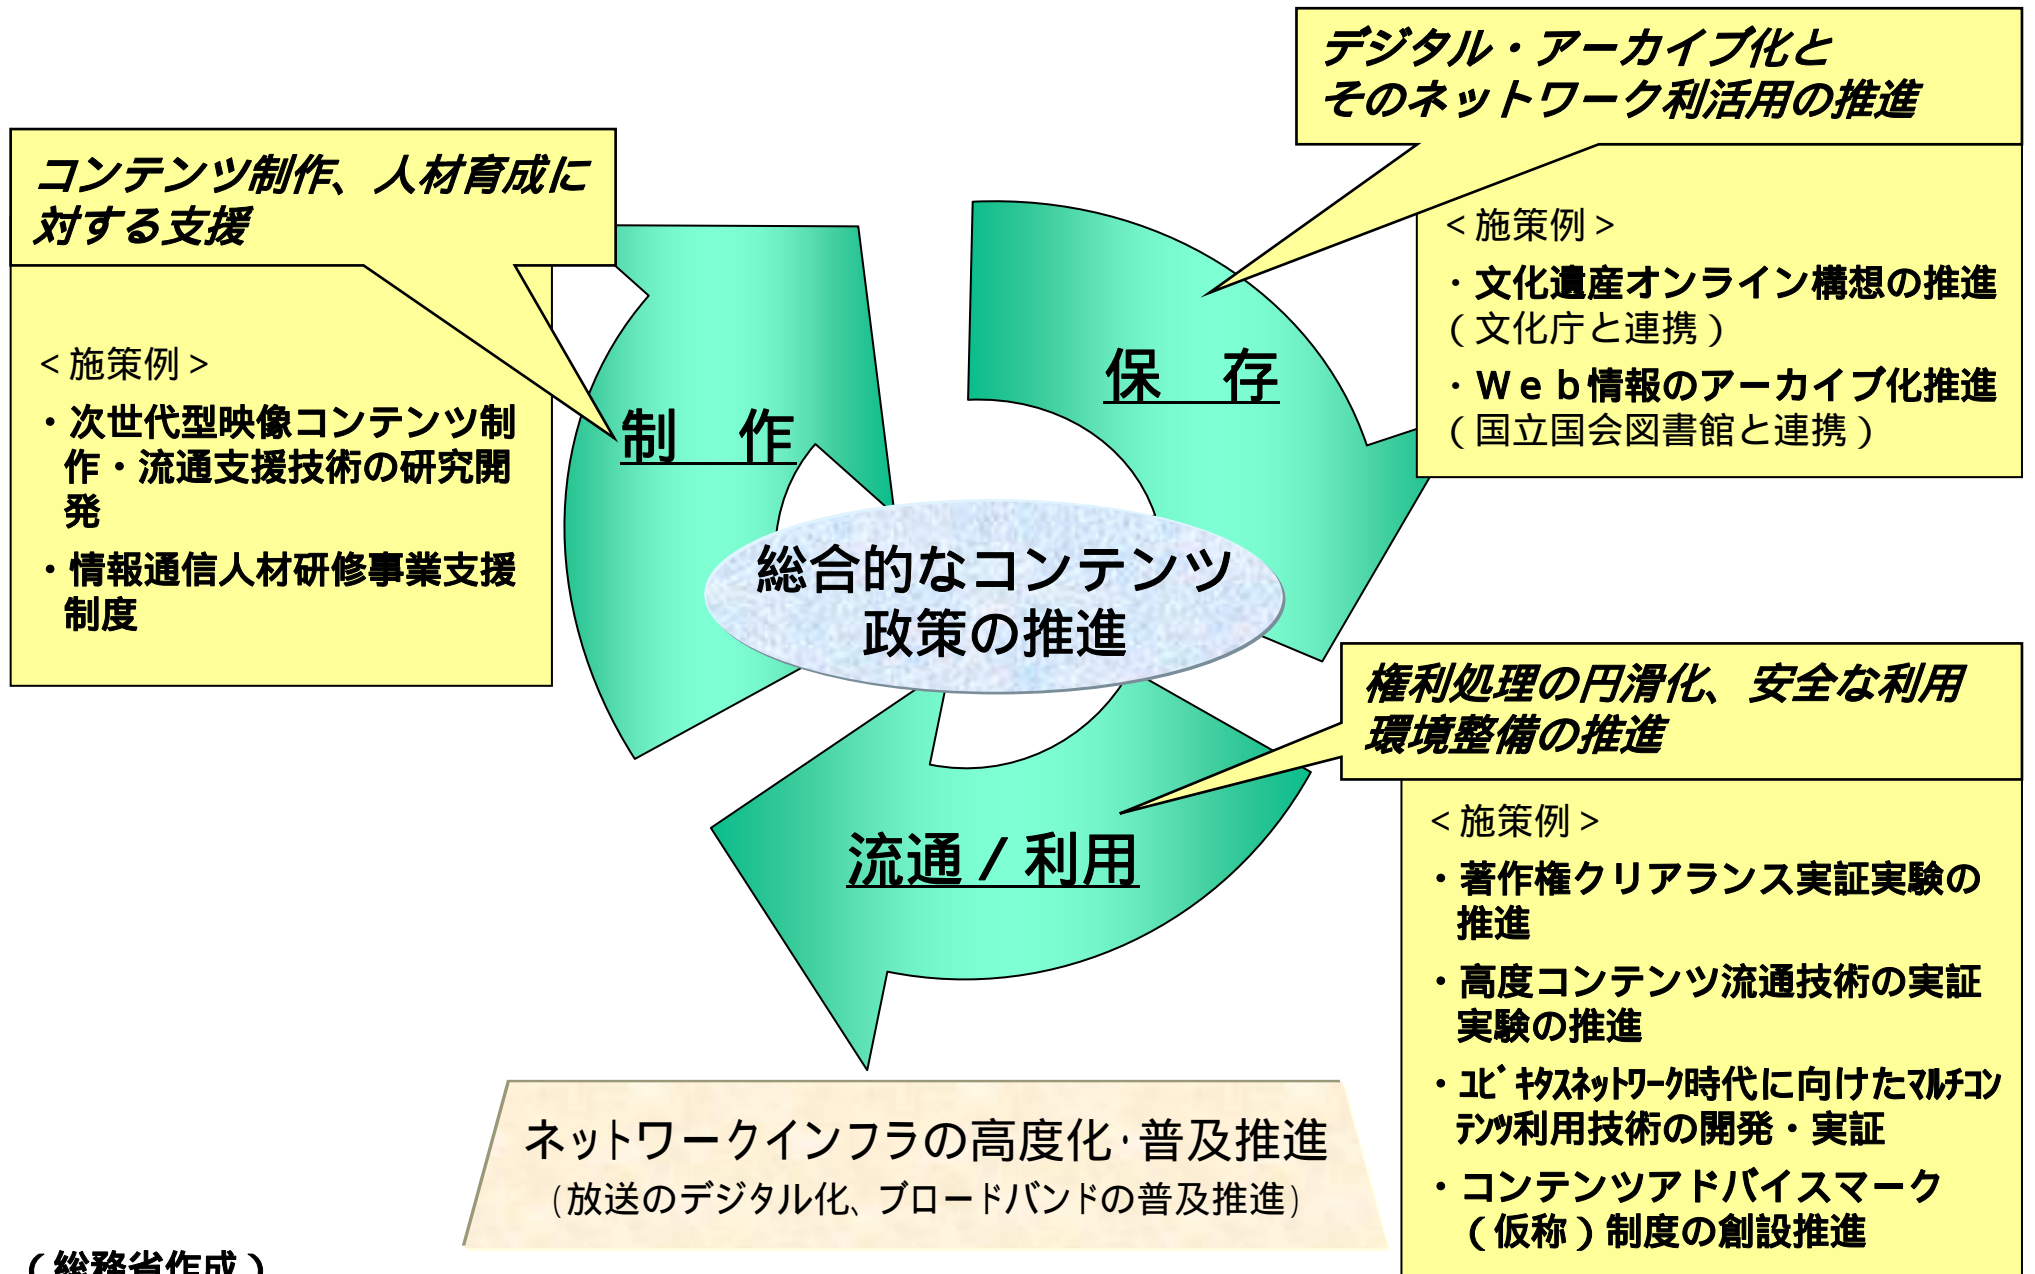 デジタル・アーカイブ化と
そのネットワーク利活用の推進
＜施策例＞
・文化遺産オンライン構想の推進
（文化庁と連携）
・Ｗｅｂ情報のアーカイブ化推進
（国立国会図書館と連携）
コンテンツ制作、人材育成に
対する支援
＜施策例＞
・次世代型映像コンテンツ制
作・流通支援技術の研究開
発
・情報通信人材研修事業支援
制度
制　作
保　存
総合的なコンテンツ
政策の推進
流通／利用
権利処理の円滑化、安全な利用
環境整備の推進
＜施策例＞
・著作権クリアランス実証実験の
推進
・高度コンテンツ流通技術の実証
実験の推進
・ﾕﾋﾞｷﾀｽﾈｯﾄﾜｰｸ時代に向けたﾏﾙﾁｺﾝ
ﾃﾝﾂ利用技術の開発・実証
・コンテンツアドバイスマーク
（仮称）制度の創設推進
ネットワークインフラの高度化・普及推進
（放送のデジタル化、ブロードバンドの普及推進）
（総務省作成）